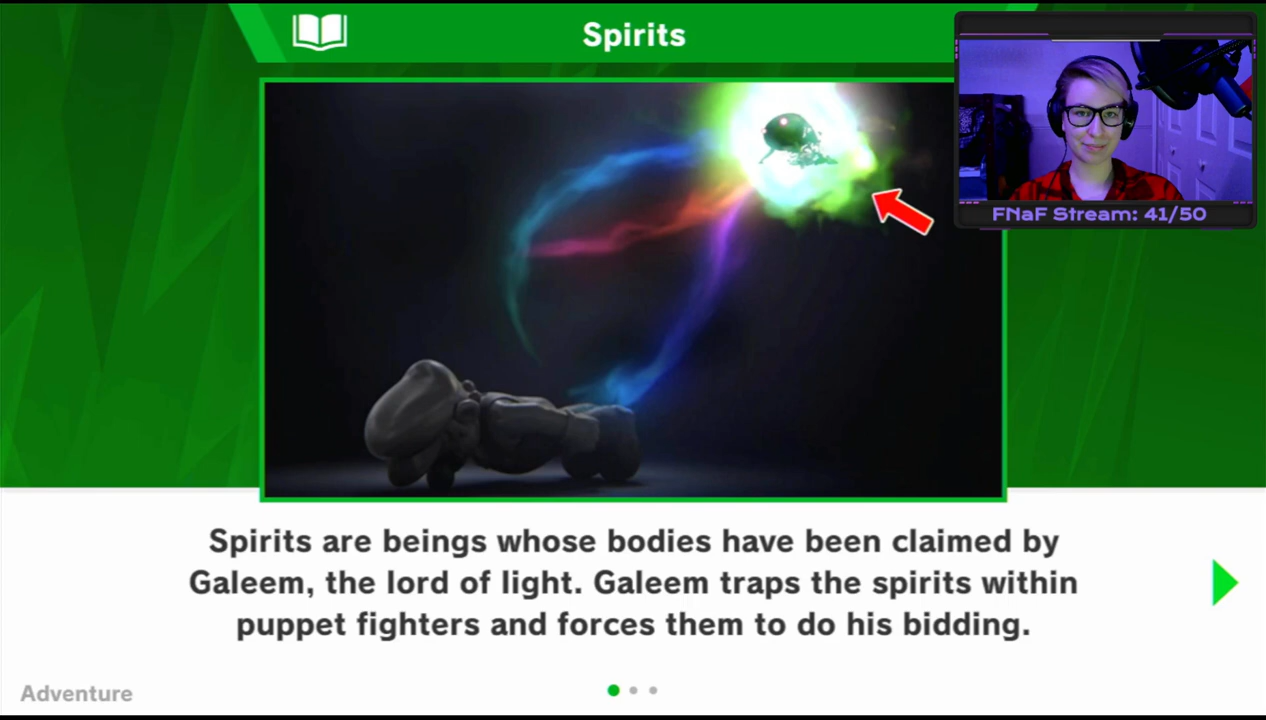 Spirits
FNaF Stream: 41/50
Spirits are beings whose bodies have been claimed by
Galeem, the lord of light. Galeem traps the spirits within
puppet fighters and forces them to do his bidding.
Adventure